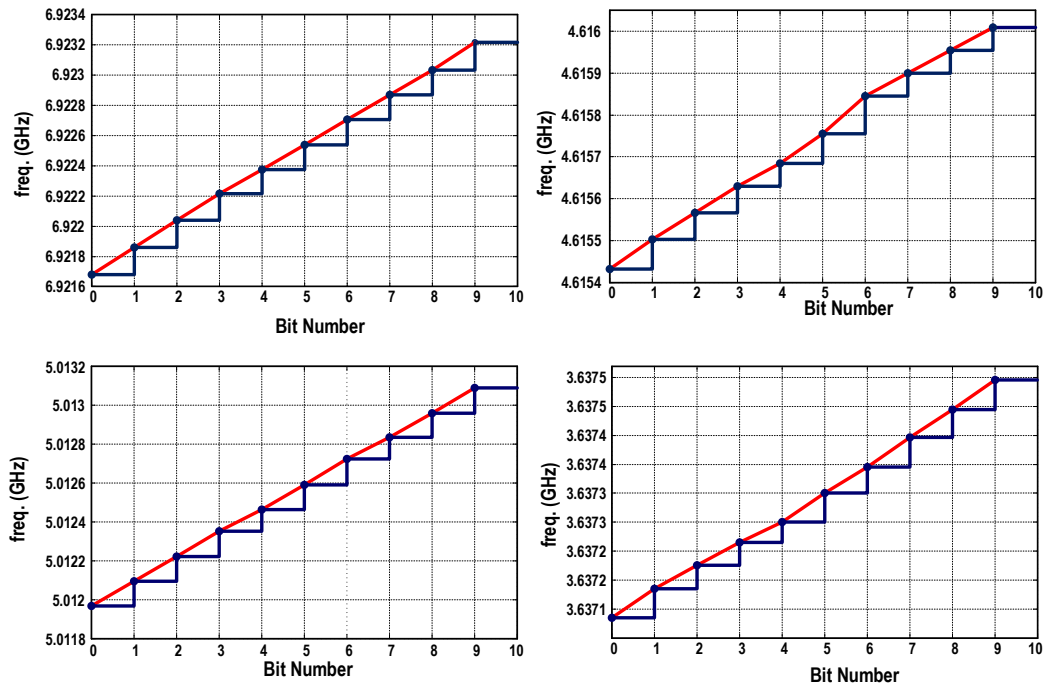 6.9234
6.9232
6.923
6.9228
6.9226
6.9224
6.9222
6.922
6.9218
6.9216
freq. (GHz)
0 1 2 3 4 5 6 7 8 9 10
Bit Number
4.616
4.6159
4.6158
4.6157
4.6156
4.6155
4.6154
freq. (GHz)
0 1 2 3 4 5 6 7 8 9 10
Bit Number
5.0132
5.013
5.0128
5.0126
5.0124
5.0122
5.012
5.0118
freq. (GHz)
0 1 2 3 4 5 6 7 8 9 10
Bit Number
3.6375
3.6375
3.6374
3.6374
3.6373
3.6373
3.6372
3.6372
3.6371
freq. (GHz)
0 1 2 3 4 5 6 7 8 9 10
Bit Number